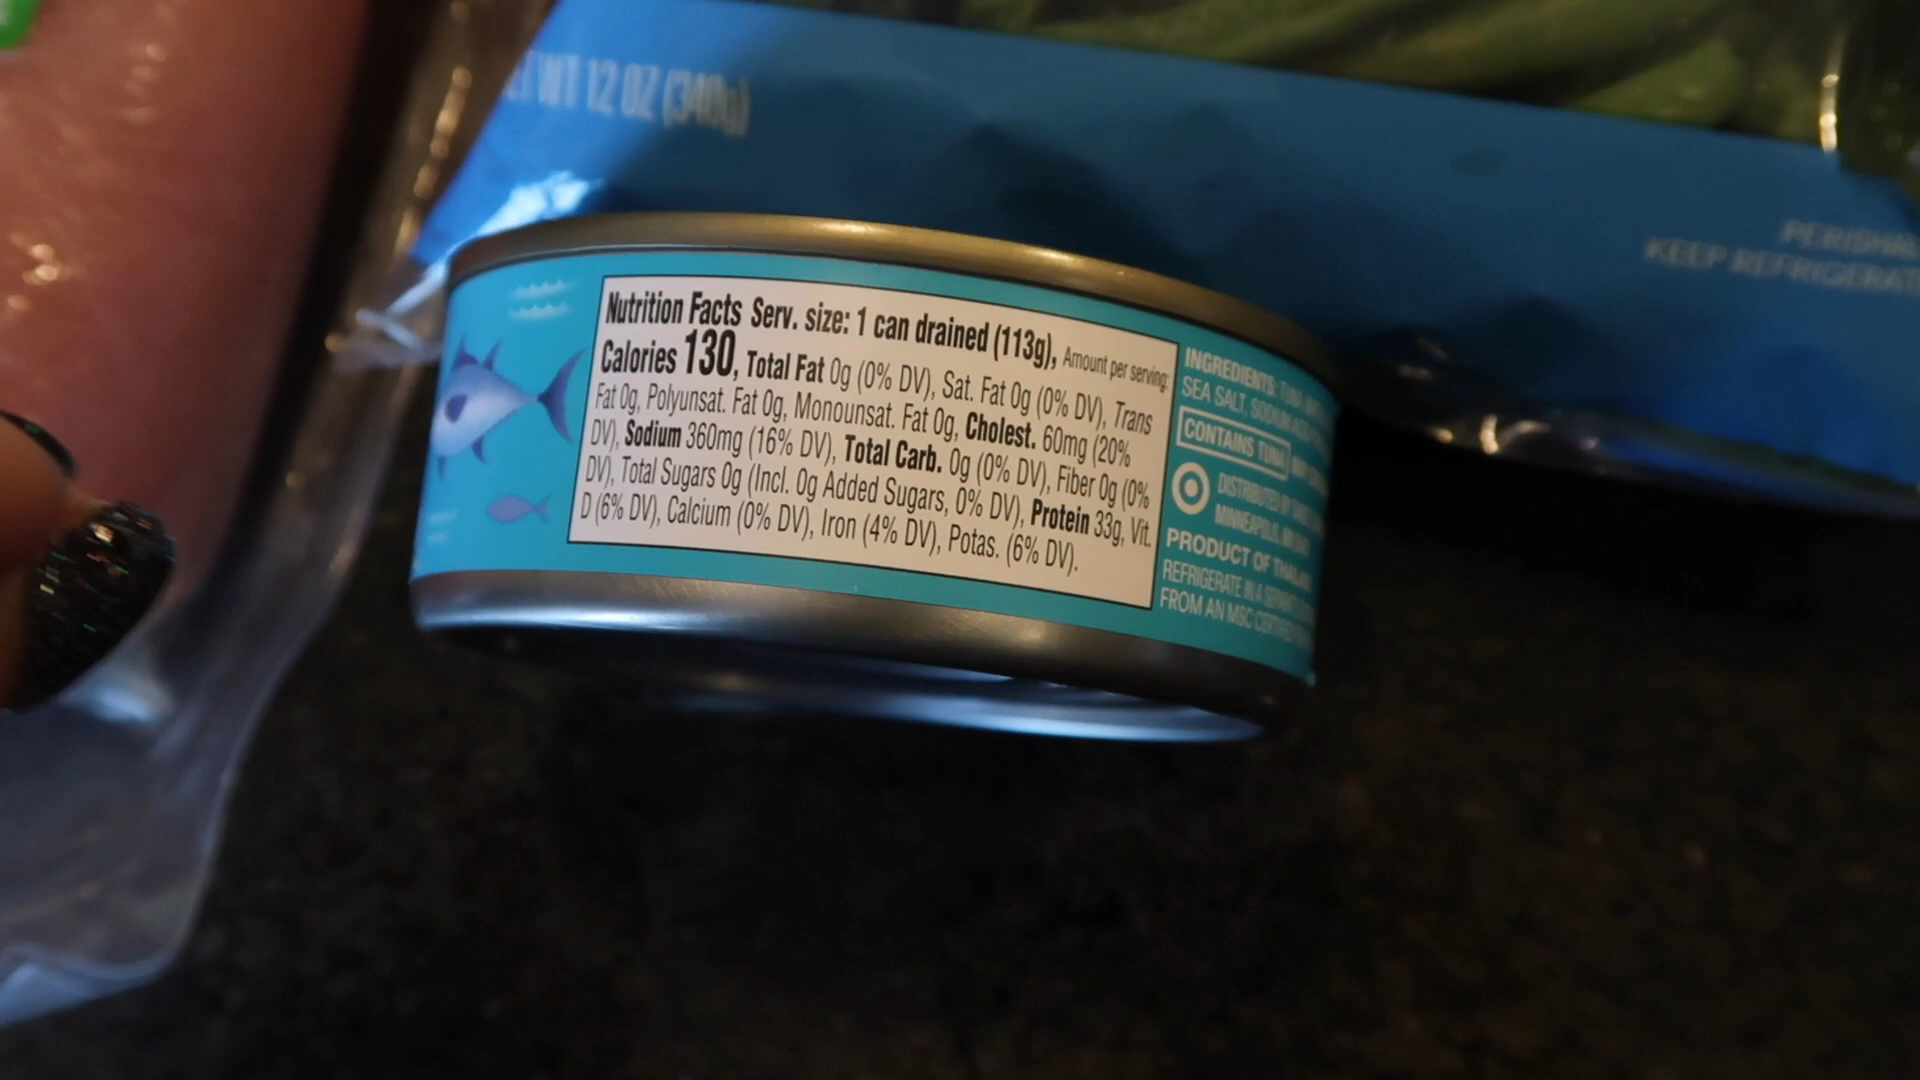 WT 12 OZ (340g)
KEEP
Nutrition Facts Serv. size: 1 can drained (113g), Amount per serving:
Calories 130, Total Fat 0g (0% DV), Sat. Fat 0g (0% DV), Trans
Fat 0g, Polyunsat. Fat 0g, Monounsat. Fat 0g, Cholest. 60mg (20%
DV), Sodium 360mg (16% DV), Total Carb. 0g (0% DV), Fiber 0g (0%
DV), Total Sugars 0g (Incl. 0g Added Sugars, 0% DV), Protein 33g, Vit.
D (6% DV), Calcium (0% DV), Iron (4% DV), Potas. (6% DV).
INGREDIENTS: TUNA
SEA SALT, SODIUM
CONTAINS TUNA
DISTRIBUTED BY
MINNEAPOLIS, MN
PRODUCT OF
REFRIGERATE IN A
FROM AN MSC